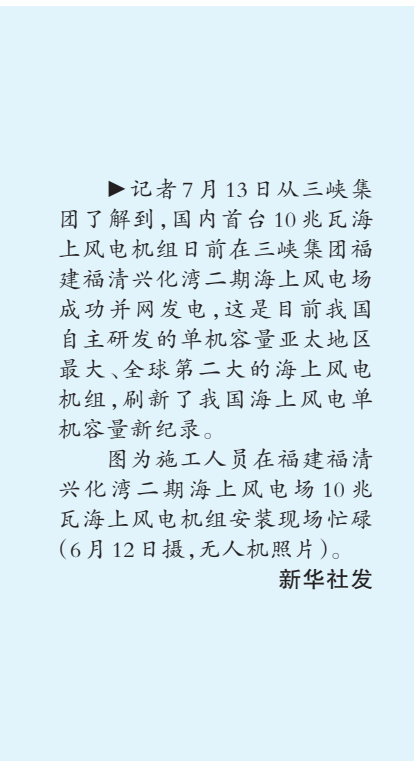 ▶记者7月13日从三峡集
团了解到,国内首台10兆瓦海
上风电机组日前在三峡集团福
建福清兴化湾二期海上风电场
成功并网发电,这是目前我国
自主研发的单机容量亚太地区
最大、全球第二大的海上风电
机组,刷新了我国海上风电单
机容量新纪录。
图为施工人员在福建福清
兴化湾二期海上风电场10兆
瓦海上风电机组安装现场忙碌
(6月12日摄,无人机照片)。
新华社发